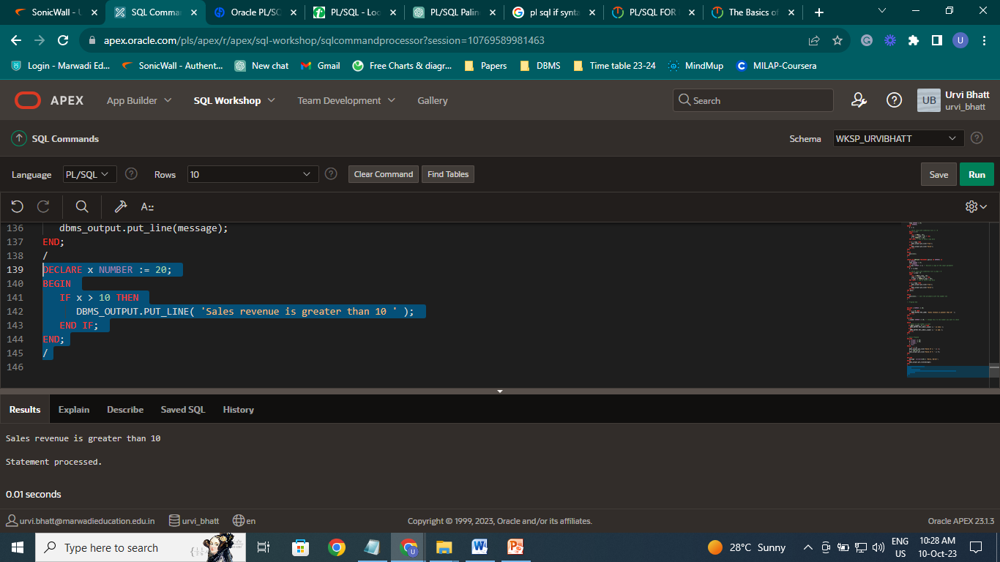 SonicWall - U
SQL Comman
Oracle PL/SQ
PL/SQL - Loo
PL/SQL Palin
pl sql if synta
PL/SQL FOR
The Basics of
apex.oracle.com/pls/apex/r/apex/sql-workshop/sqlcommandprocessor?session=10769589981463
U
Login - Marwadi Ed...
SonicWall - Authent...
New chat
Gmail
Free Charts & diagr...
Papers
DBMS
Time table 23-24
MindMup
MILAP-Coursera
APEX
App Builder
SQL Workshop
Team Development
Gallery
Search
UB
Urvi Bhatt
urvi_bhatt
SQL Commands
Schema
WKSP_URVIBHATT
Language
PL/SQL
Rows
10
Clear Command
Find Tables
Save
Run
136 dbms_output.put_line(message);
137 END;
138 /
139 DECLARE x NUMBER := 20;
140 BEGIN
141 IF x > 10 THEN
142 DBMS_OUTPUT.PUT_LINE( 'Sales revenue is greater than 10 ' );
143 END IF;
144 END;
145 /
146
Results
Explain
Describe
Saved SQL
History
Sales revenue is greater than 10
Statement processed.
0.01 seconds
urvi.bhatt@marwadieducation.edu.in
urvi_bhatt
en
Copyright © 1999, 2023, Oracle and/or its affiliates.
Oracle APEX 23.1.3
Type here to search
28°C Sunny
ENG
US
10:28 AM
10-Oct-23